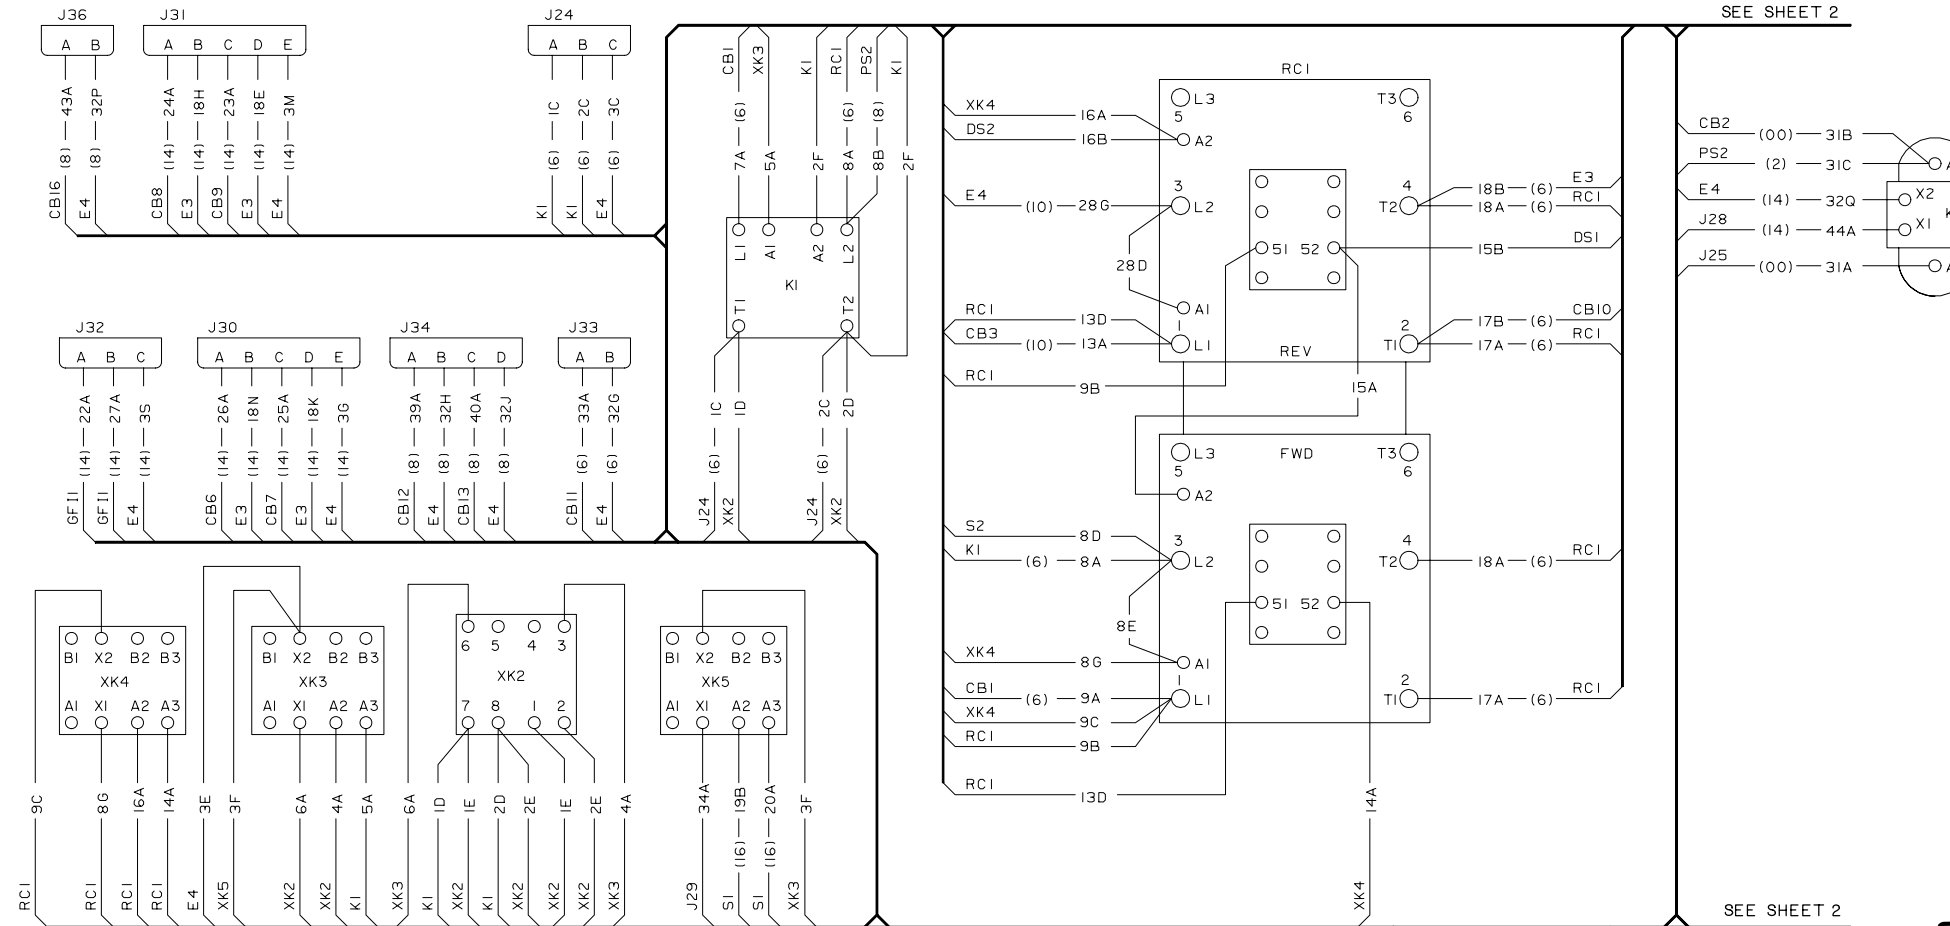 SEE SHEET 2
J36
A B
43A 32P
(8) (8)
CB16 E4
J31
A B C D E
24A 18H 23A 18E 3M
(14) (14) (14) (14) (14)
CB8 E3 CB9 E3 E4
J24
A B C
1C 2C 3C
(6) (6) (6)
K1 K1 E4
J32
A B C
22A 27A 3S
(14) (14) (14)
GFI1 GFI1 E4
J30
A B C D E
26A 18N 25A 18K 3G
(14) (14) (14) (14) (14)
CB6 E3 CB7 E3 E4
J34
A B C D
39A 32H 40A 32J
(8) (8) (8) (8)
CB12 E4 CB13 E4
J33
A B
33A 32G
(6) (6)
CB11 E4
CB1 XK3 K1 RC1 PS2 K1
(6) (6) (8)
7A 5A 2F 8A 8B 2F
L1 A1 A2 L2
K1
T1 T2
1C 1D 2C 2D
(6) (6)
J24 XK2 J24 XK2
B1 X2 B2 B3
XK4
A1 X1 A2 A3
9C 8G 16A 14A
RC1 RC1 RC1 RC1
B1 X2 B2 B3
XK3
A1 X1 A2 A3
3E 3F 6A 4A 5A
E4 XK5 XK2 XK2 K1
6 5 4 3
XK2
7 8 1 2
6A 1D 1E 2D 2E 1E 2E 4A
XK3 K1 XK2 K1 XK2 XK2 XK2 XK3
B1 X2 B2 B3
XK5
A1 X1 A2 A3
34A 19B 20A 3F
(16) (16)
J29 S1 S1 XK3
RC1
L3 T3
5 6
XK4 16A
DS2 16B A2
3 4
E4 (10) 28G L2
T2 18B (6) E3
18A (6) RC1
51 52 15B DS1
28D
A1
RC1 13D
CB3 (10) 13A L1
2
T1 17B (6) CB10
17A (6) RC1
REV
RC1 9B
15A
L3 FWD T3
5 6
A2
3 4
S2 8D
K1 (6) 8A L2
T2 18A (6) RC1
51 52
8E
XK4 8G A1
CB1 (6) 9A L1
2
T1 17A (6) RC1
XK4 9C
RC1 9B
RC1 13D
14A
XK4
CB2 (00) 31B
PS2 (2) 31C A
E4 (14) 32Q X2
J28 (14) 44A X1
K
J25 (00) 31A A
SEE SHEET 2